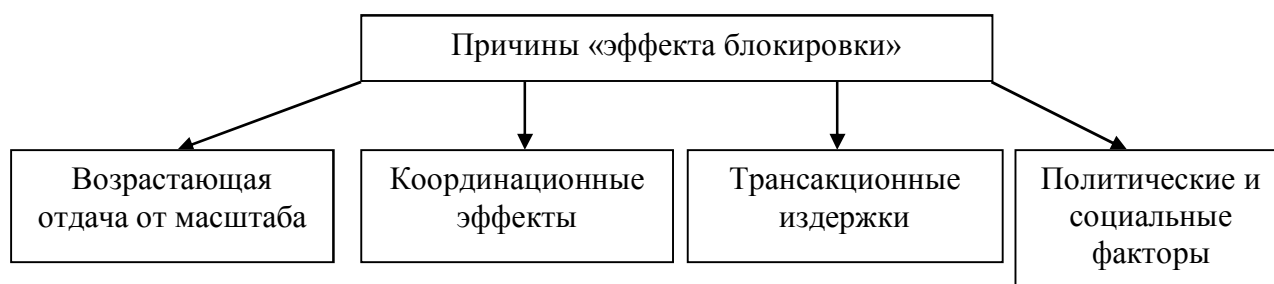 Причины «эффекта блокировки»
Возрастающая
отдача от масштаба
Координационные
эффекты
Трансакционные
издержки
Политические и
социальные
факторы